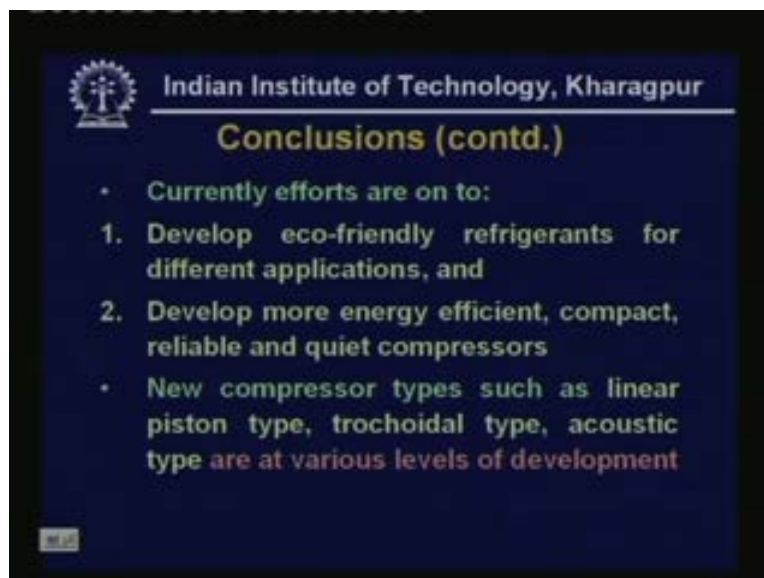 Indian Institute of Technology, Kharagpur
Conclusions (contd.)
• Currently efforts are on to:
1. Develop eco-friendly refrigerants for
different applications, and
2. Develop more energy efficient, compact,
reliable and quiet compressors
• New compressor types such as linear
piston type, trochoidal type, acoustic
type are at various levels of development